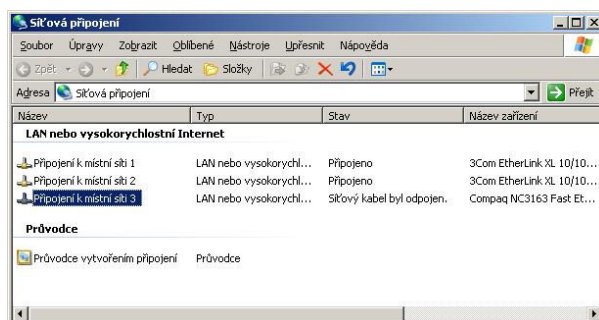 Síťová připojení
Soubor Úpravy Zobrazit Oblíbené Nástroje Upřesnit Nápověda
Zpět Hledat Složky
Adresa Síťová připojení Přejít
Název Typ Stav Název zařízení
LAN nebo vysokorychlostní Internet
Připojení k místní síti 1 LAN nebo vysokorychl... Připojeno 3Com EtherLink XL 10/10...
Připojení k místní síti 2 LAN nebo vysokorychl... Připojeno 3Com EtherLink XL 10/10...
Připojení k místní síti 3 LAN nebo vysokorychl... Síťový kabel byl odpojen. Compaq NC3163 Fast Et...
Průvodce
Průvodce vytvořením připojení Průvodce